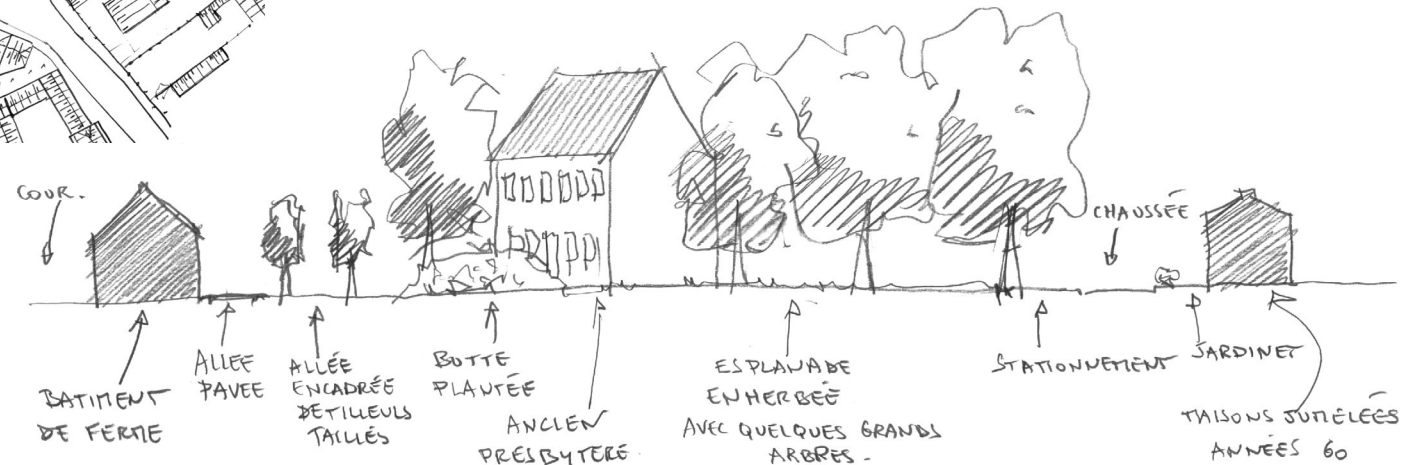 COUR.
BATIMENT
DE FERME
ALLEE
PAVEE
ALLÉE
ENCADRÉE
DE TILLEULS
TAILLÉS
BUTTE
PLANTÉE
ANCIEN
PRESBYTERE
ESPLANADE
ENHERBÉE
AVEC QUELQUES GRANDS
ARBRES.
STATIONNEMENT
CHAUSSÉE
JARDINET
MAISONS JUMELÉES
ANNÉES 60